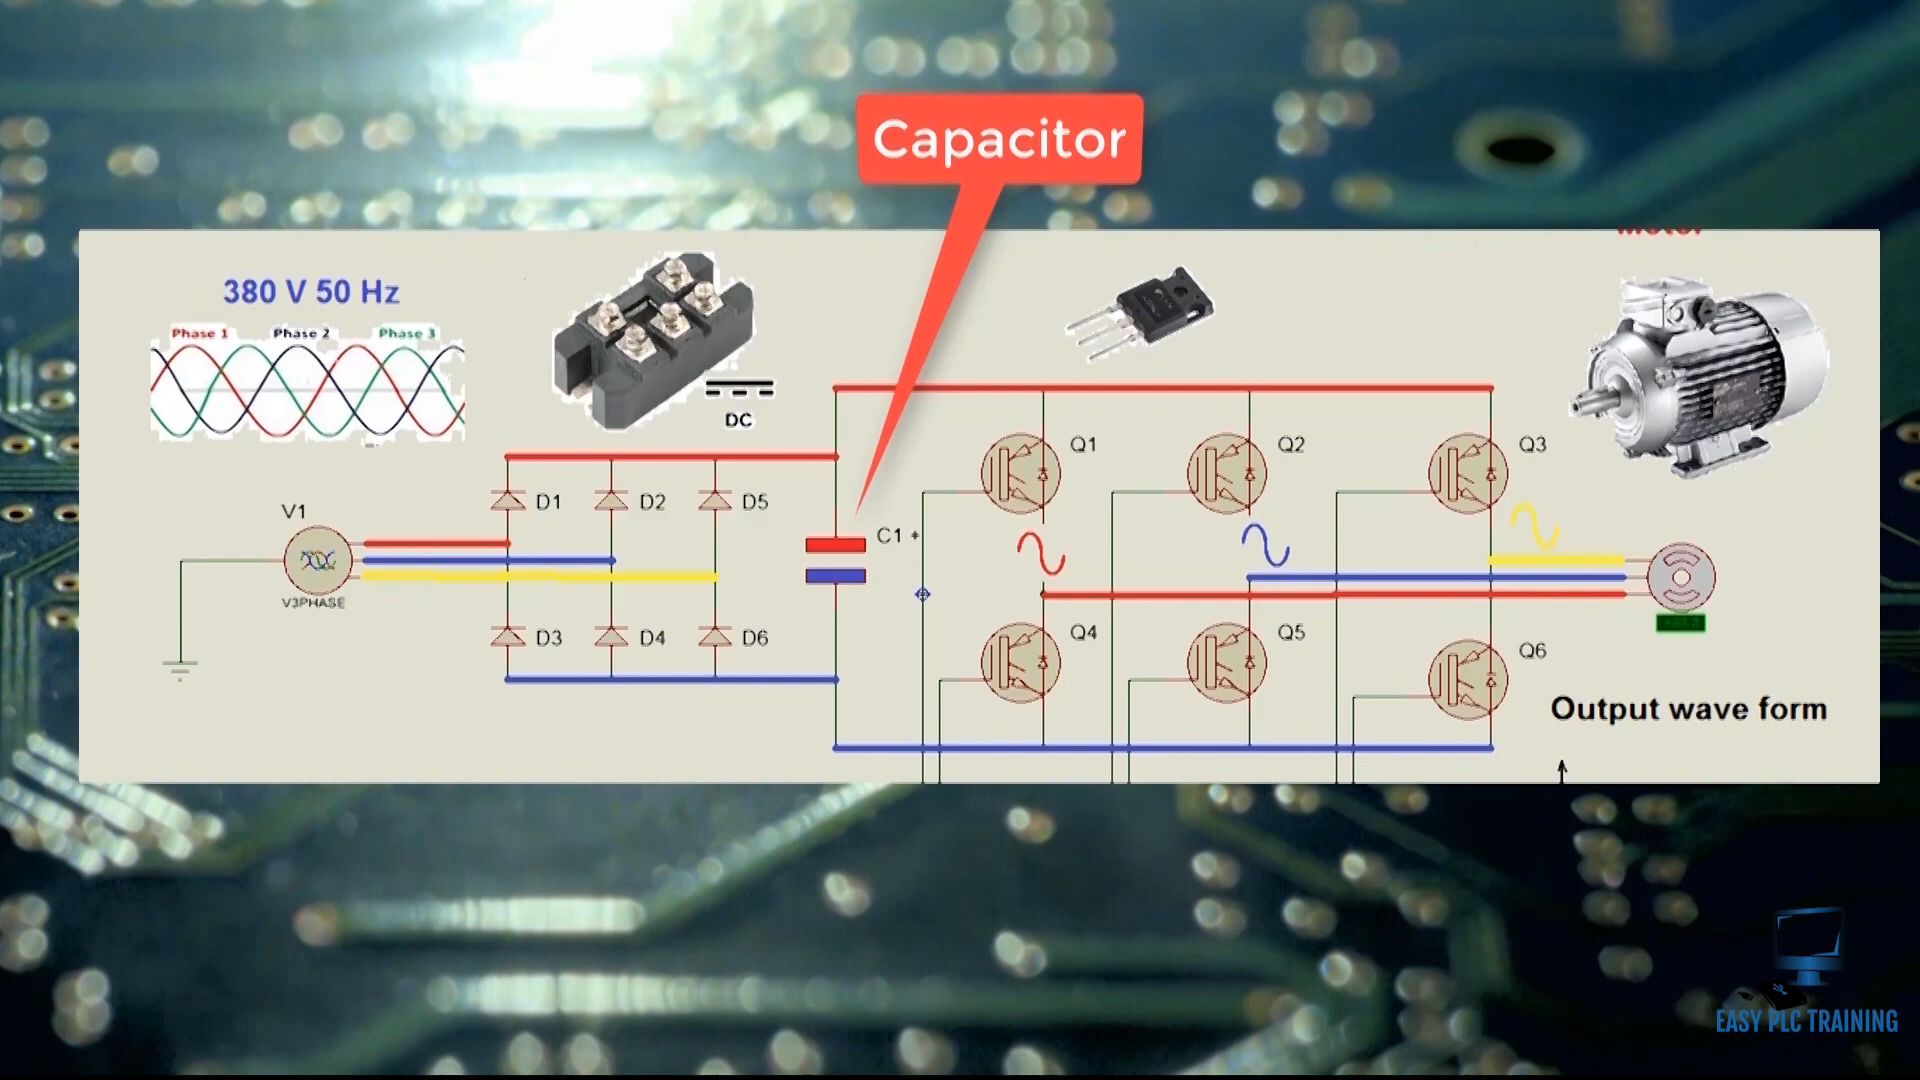 Capacitor
380 V 50 Hz
Phase 1 Phase 2 Phase 3
DC
V1
V3PHASE
D1
D2
D5
D3
D4
D6
C1 +
Q1
Q2
Q3
Q4
Q5
Q6
Output wave form
EASY PLC TRAINING